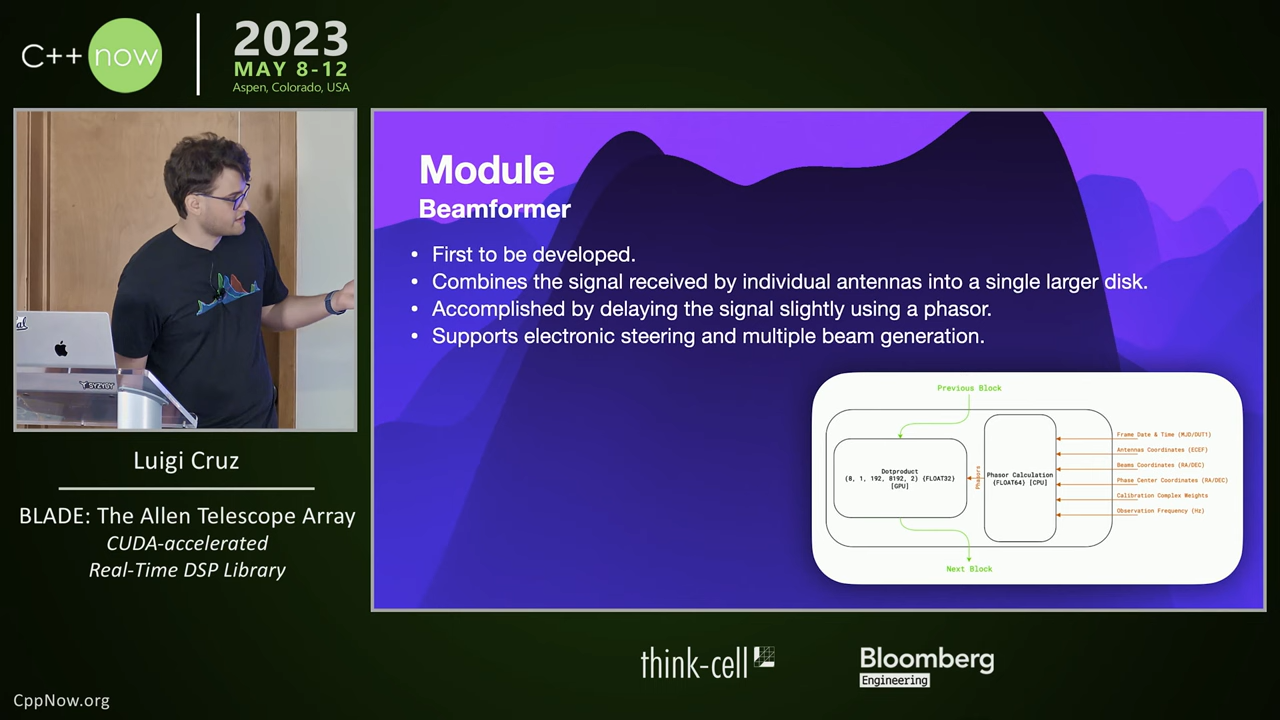 C++ now
2023
MAY 8-12
Aspen, Colorado, USA
SYZYGY
Luigi Cruz
BLADE: The Allen Telescope Array
CUDA-accelerated
Real-Time DSP Library
Module
Beamformer
• First to be developed.
• Combines the signal received by individual antennas into a single larger disk.
• Accomplished by delaying the signal slightly using a phasor.
• Supports electronic steering and multiple beam generation.
Previous Block
Dotproduct
(8, 1, 192, 8192, 2) {FLOAT32}
[GPU]
Phasors
Phasor Calculation
{FLOAT64} [CPU]
Frame Date & Time (MJD/DUT1)
Antennas Coordinates (ECEF)
Beams Coordinates (RA/DEC)
Phase Center Coordinates (RA/DEC)
Calibration Complex Weights
Observation Frequency (Hz)
Next Block
think-cell
Bloomberg
Engineering
CppNow.org